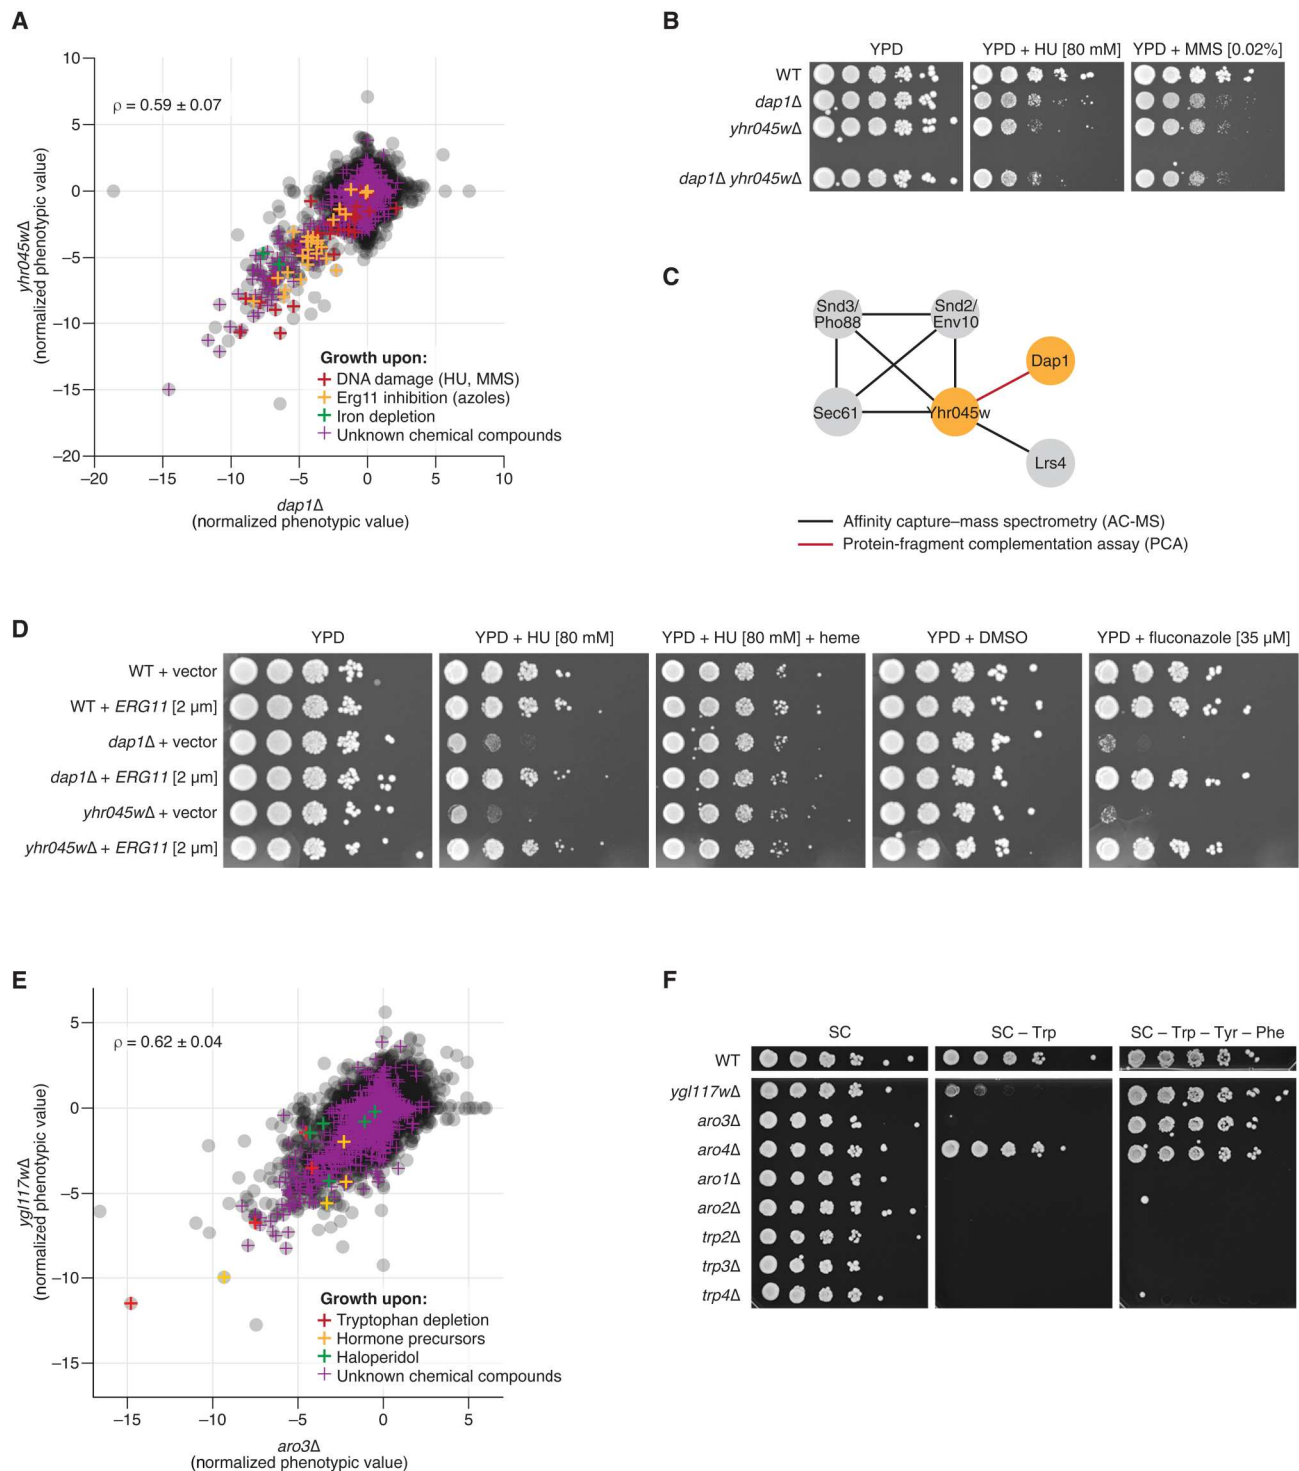 A
10
5
0
–5
–10
–15
–20
–20
–15
–10
–5
0
5
10
ρ = 0.59 ± 0.07
yhr045wΔ
(normalized phenotypic value)
dap1Δ
(normalized phenotypic value)
Growth upon:
DNA damage (HU, MMS)
Erg11 inhibition (azoles)
Iron depletion
Unknown chemical compounds
B
YPD
YPD + HU [80 mM]
YPD + MMS [0.02%]
WT
dap1Δ
yhr045wΔ
dap1Δ yhr045wΔ
C
Snd3/
Pho88
Snd2/
Env10
Dap1
Sec61
Yhr045w
Lrs4
Affinity capture–mass spectrometry (AC-MS)
Protein-fragment complementation assay (PCA)
D
YPD
YPD + HU [80 mM]
YPD + HU [80 mM] + heme
YPD + DMSO
YPD + fluconazole [35 µM]
WT + vector
WT + ERG11 [2 µm]
dap1Δ + vector
dap1Δ + ERG11 [2 µm]
yhr045wΔ + vector
yhr045wΔ + ERG11 [2 µm]
E
5
0
–5
–10
–15
–15
–10
–5
0
5
ρ = 0.62 ± 0.04
ygl117wΔ
(normalized phenotypic value)
aro3Δ
(normalized phenotypic value)
Growth upon:
Tryptophan depletion
Hormone precursors
Haloperidol
Unknown chemical compounds
F
SC
SC – Trp
SC – Trp – Tyr – Phe
WT
ygl117wΔ
aro3Δ
aro4Δ
aro1Δ
aro2Δ
trp2Δ
trp3Δ
trp4Δ